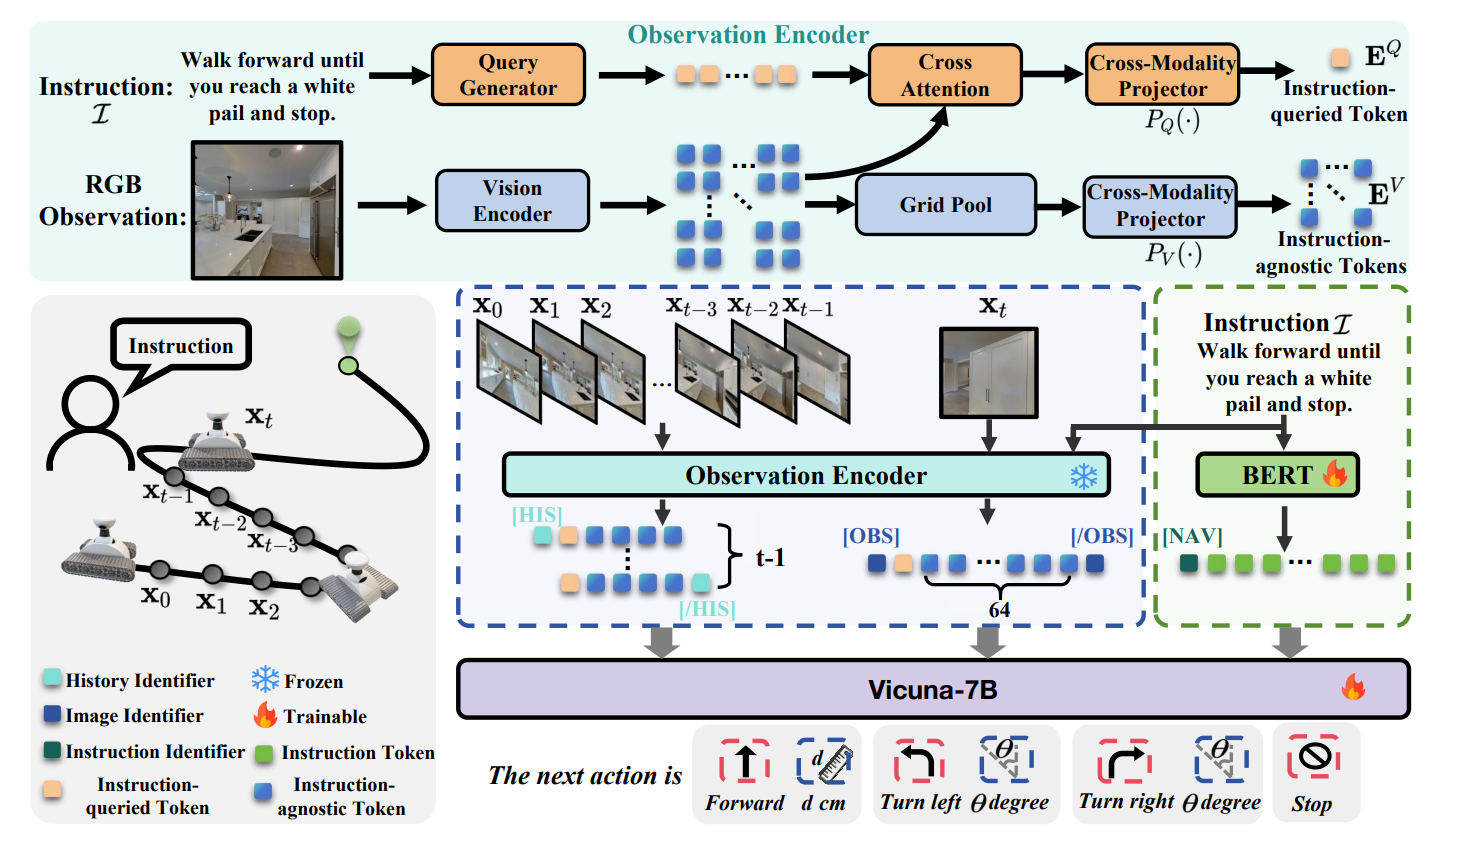 Observation Encoder
Instruction:
ℐ
Walk forward until
you reach a white
pail and stop.
Query
Generator
...
Cross
Attention
Cross-Modality
Projector
P_Q(·)
E^Q
Instruction-
queried Token
RGB
Observation:
Vision
Encoder
Grid Pool
Cross-Modality
Projector
P_V(·)
E^V
Instruction-
agnostic Tokens
Instruction
x_t
x_{t-1}
x_{t-2}
x_{t-3}
x_0
x_1
x_2
History Identifier
Frozen
Image Identifier
Trainable
Instruction Identifier
Instruction Token
Instruction-
queried Token
Instruction-
agnostic Token
x_0 x_1 x_2 ... x_{t-3} x_{t-2} x_{t-1}
x_t
Observation Encoder
[HIS]
[/HIS]
t-1
[OBS]
[/OBS]
...
64
Instruction ℐ
Walk forward until
you reach a white
pail and stop.
BERT
[NAV]
...
Vicuna-7B
The next action is
d
Forward d cm
θ
Turn left θ degree
θ
Turn right θ degree
Stop